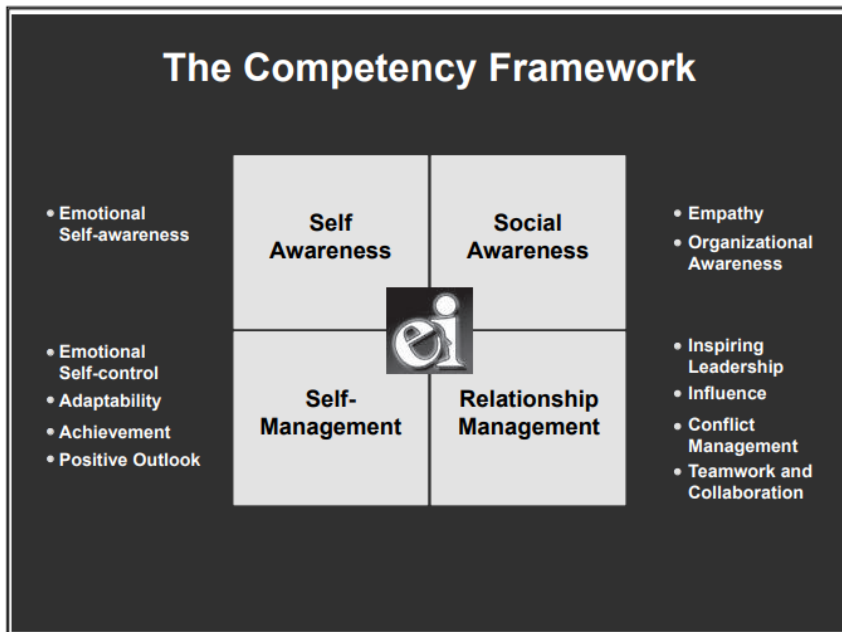 The Competency Framework
• Emotional
Self-awareness
Self
Awareness
Social
Awareness
• Empathy
• Organizational
Awareness
ei
• Emotional
Self-control
• Adaptability
• Achievement
• Positive Outlook
Self-
Management
Relationship
Management
• Inspiring
Leadership
• Influence
• Conflict
Management
• Teamwork and
Collaboration